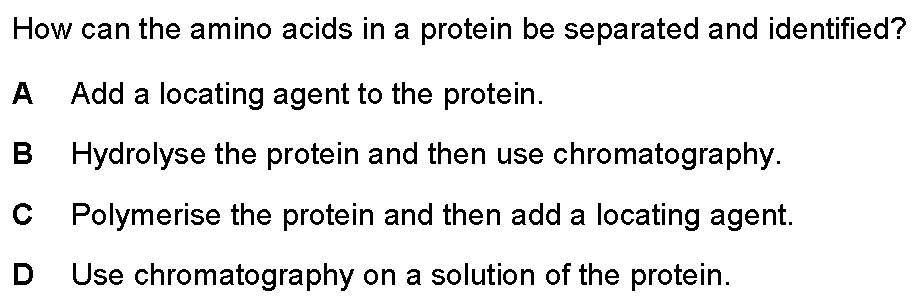 How can the amino acids in a protein be separated and identified?
A Add a locating agent to the protein.
B Hydrolyse the protein and then use chromatography.
C Polymerise the protein and then add a locating agent.
D Use chromatography on a solution of the protein.